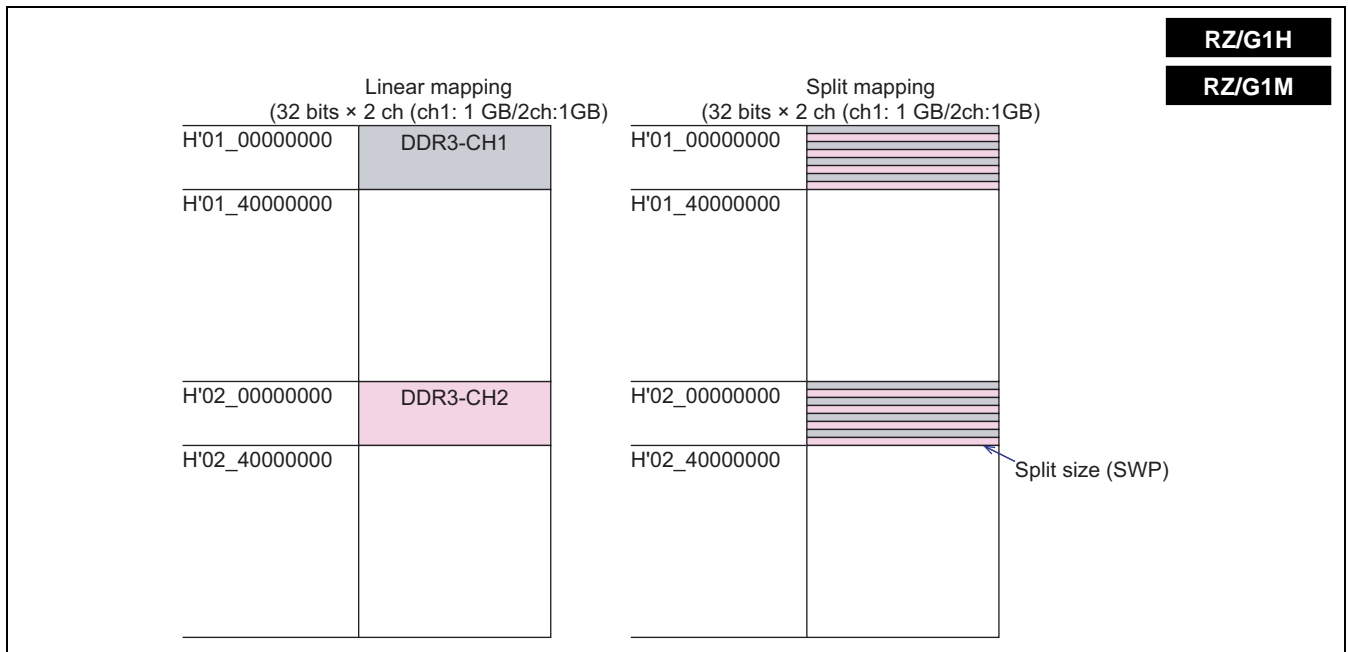 RZ/G1H
RZ/G1M
Linear mapping
(32 bits × 2 ch (ch1: 1 GB/2ch:1GB)
H'01_00000000
DDR3-CH1
H'01_40000000
H'02_00000000
DDR3-CH2
H'02_40000000
Split mapping
(32 bits × 2 ch (ch1: 1 GB/2ch:1GB)
H'01_00000000
H'01_40000000
H'02_00000000
H'02_40000000
Split size (SWP)